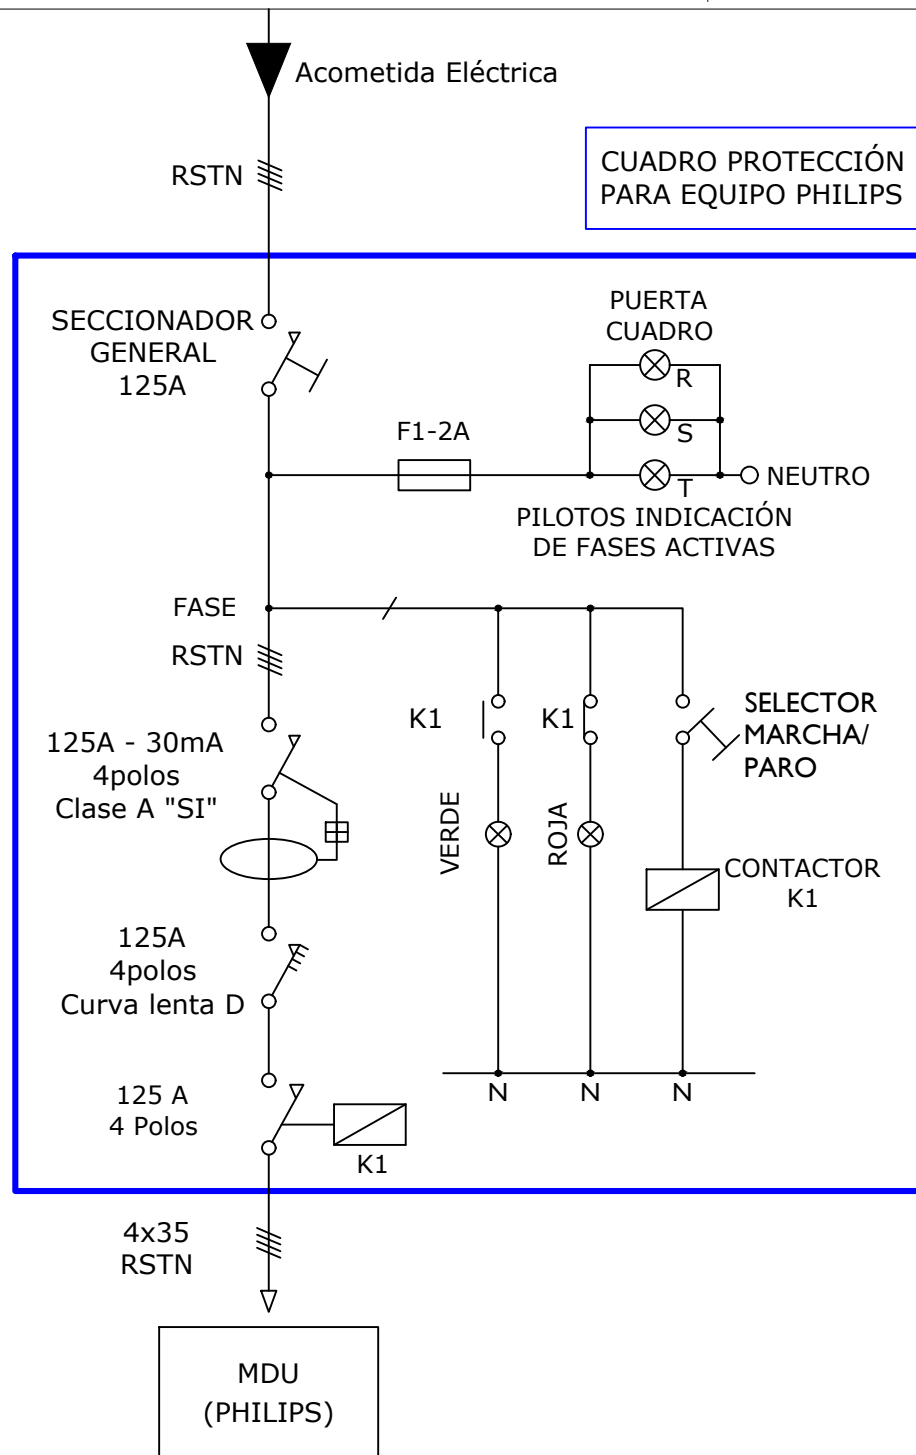 Acometida Eléctrica
RSTN
CUADRO PROTECCIÓN
PARA EQUIPO PHILIPS
SECCIONADOR
GENERAL
125A
PUERTA
CUADRO
R
S
T
F1-2A
NEUTRO
PILOTOS INDICACIÓN
DE FASES ACTIVAS
FASE
RSTN
K1
K1
SELECTOR
MARCHA/
PARO
125A - 30mA
4polos
Clase A "SI"
VERDE
ROJA
CONTACTOR
K1
125A
4polos
Curva lenta D
N
N
N
125 A
4 Polos
K1
4x35
RSTN
MDU
(PHILIPS)